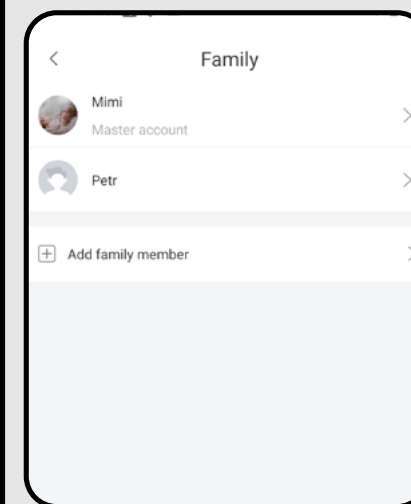 Family
Mimi
Master account
Petr
Add family member